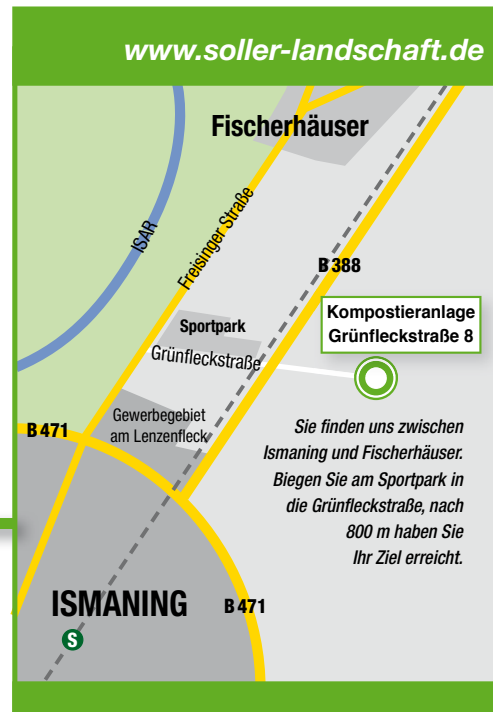 www.soller-landschaft.de
Fischerhäuser
ISAR
Freisinger Straße
B 388
Kompostieranlage
Grünfleckstraße 8
Sportpark
Grünfleckstraße
Gewerbegebiet
am Lenzenfleck
B 471
Sie finden uns zwischen
Ismaning und Fischerhäuser.
Biegen Sie am Sportpark in
die Grünfleckstraße, nach
800 m haben Sie
Ihr Ziel erreicht.
ISMANING
B 471
S